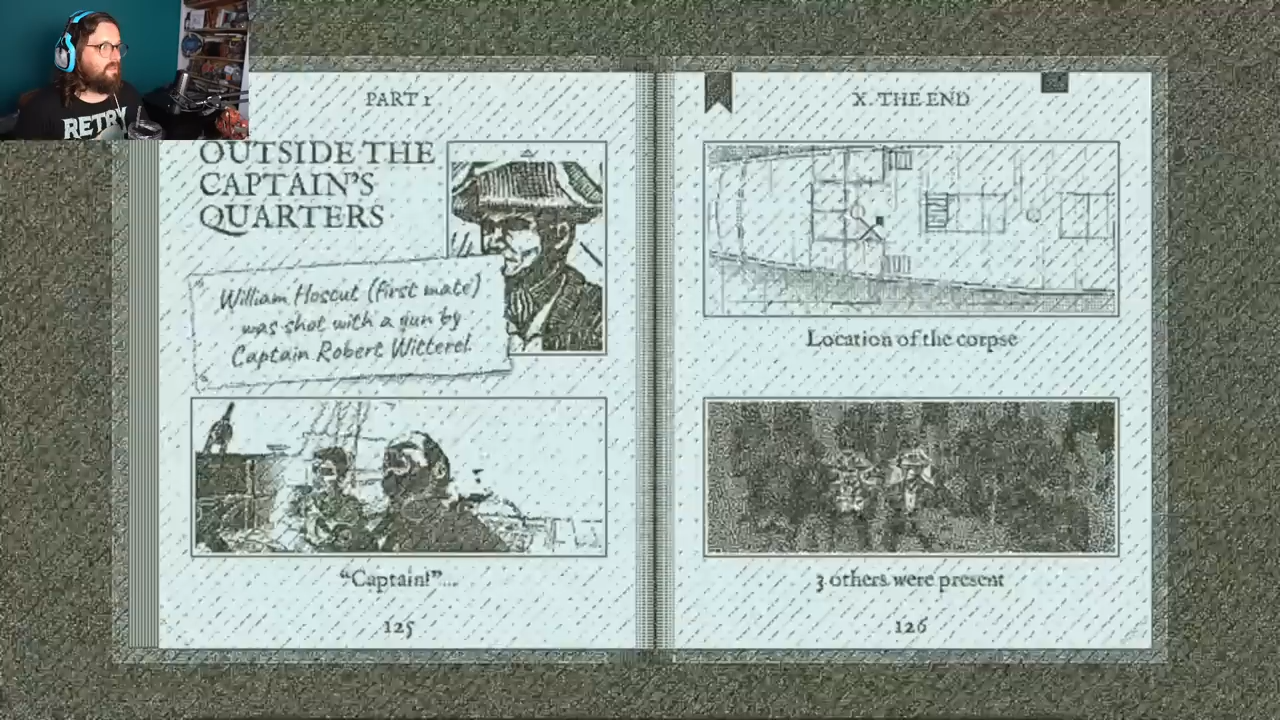 RETRY
PART 1
OUTSIDE THE
CAPTAIN'S
QUARTERS
William Hoscut (first mate)
was shot with a gun by
Captain Robert Witterel.
"Captain!"...
125
X. THE END
Location of the corpse
3 others were present
126